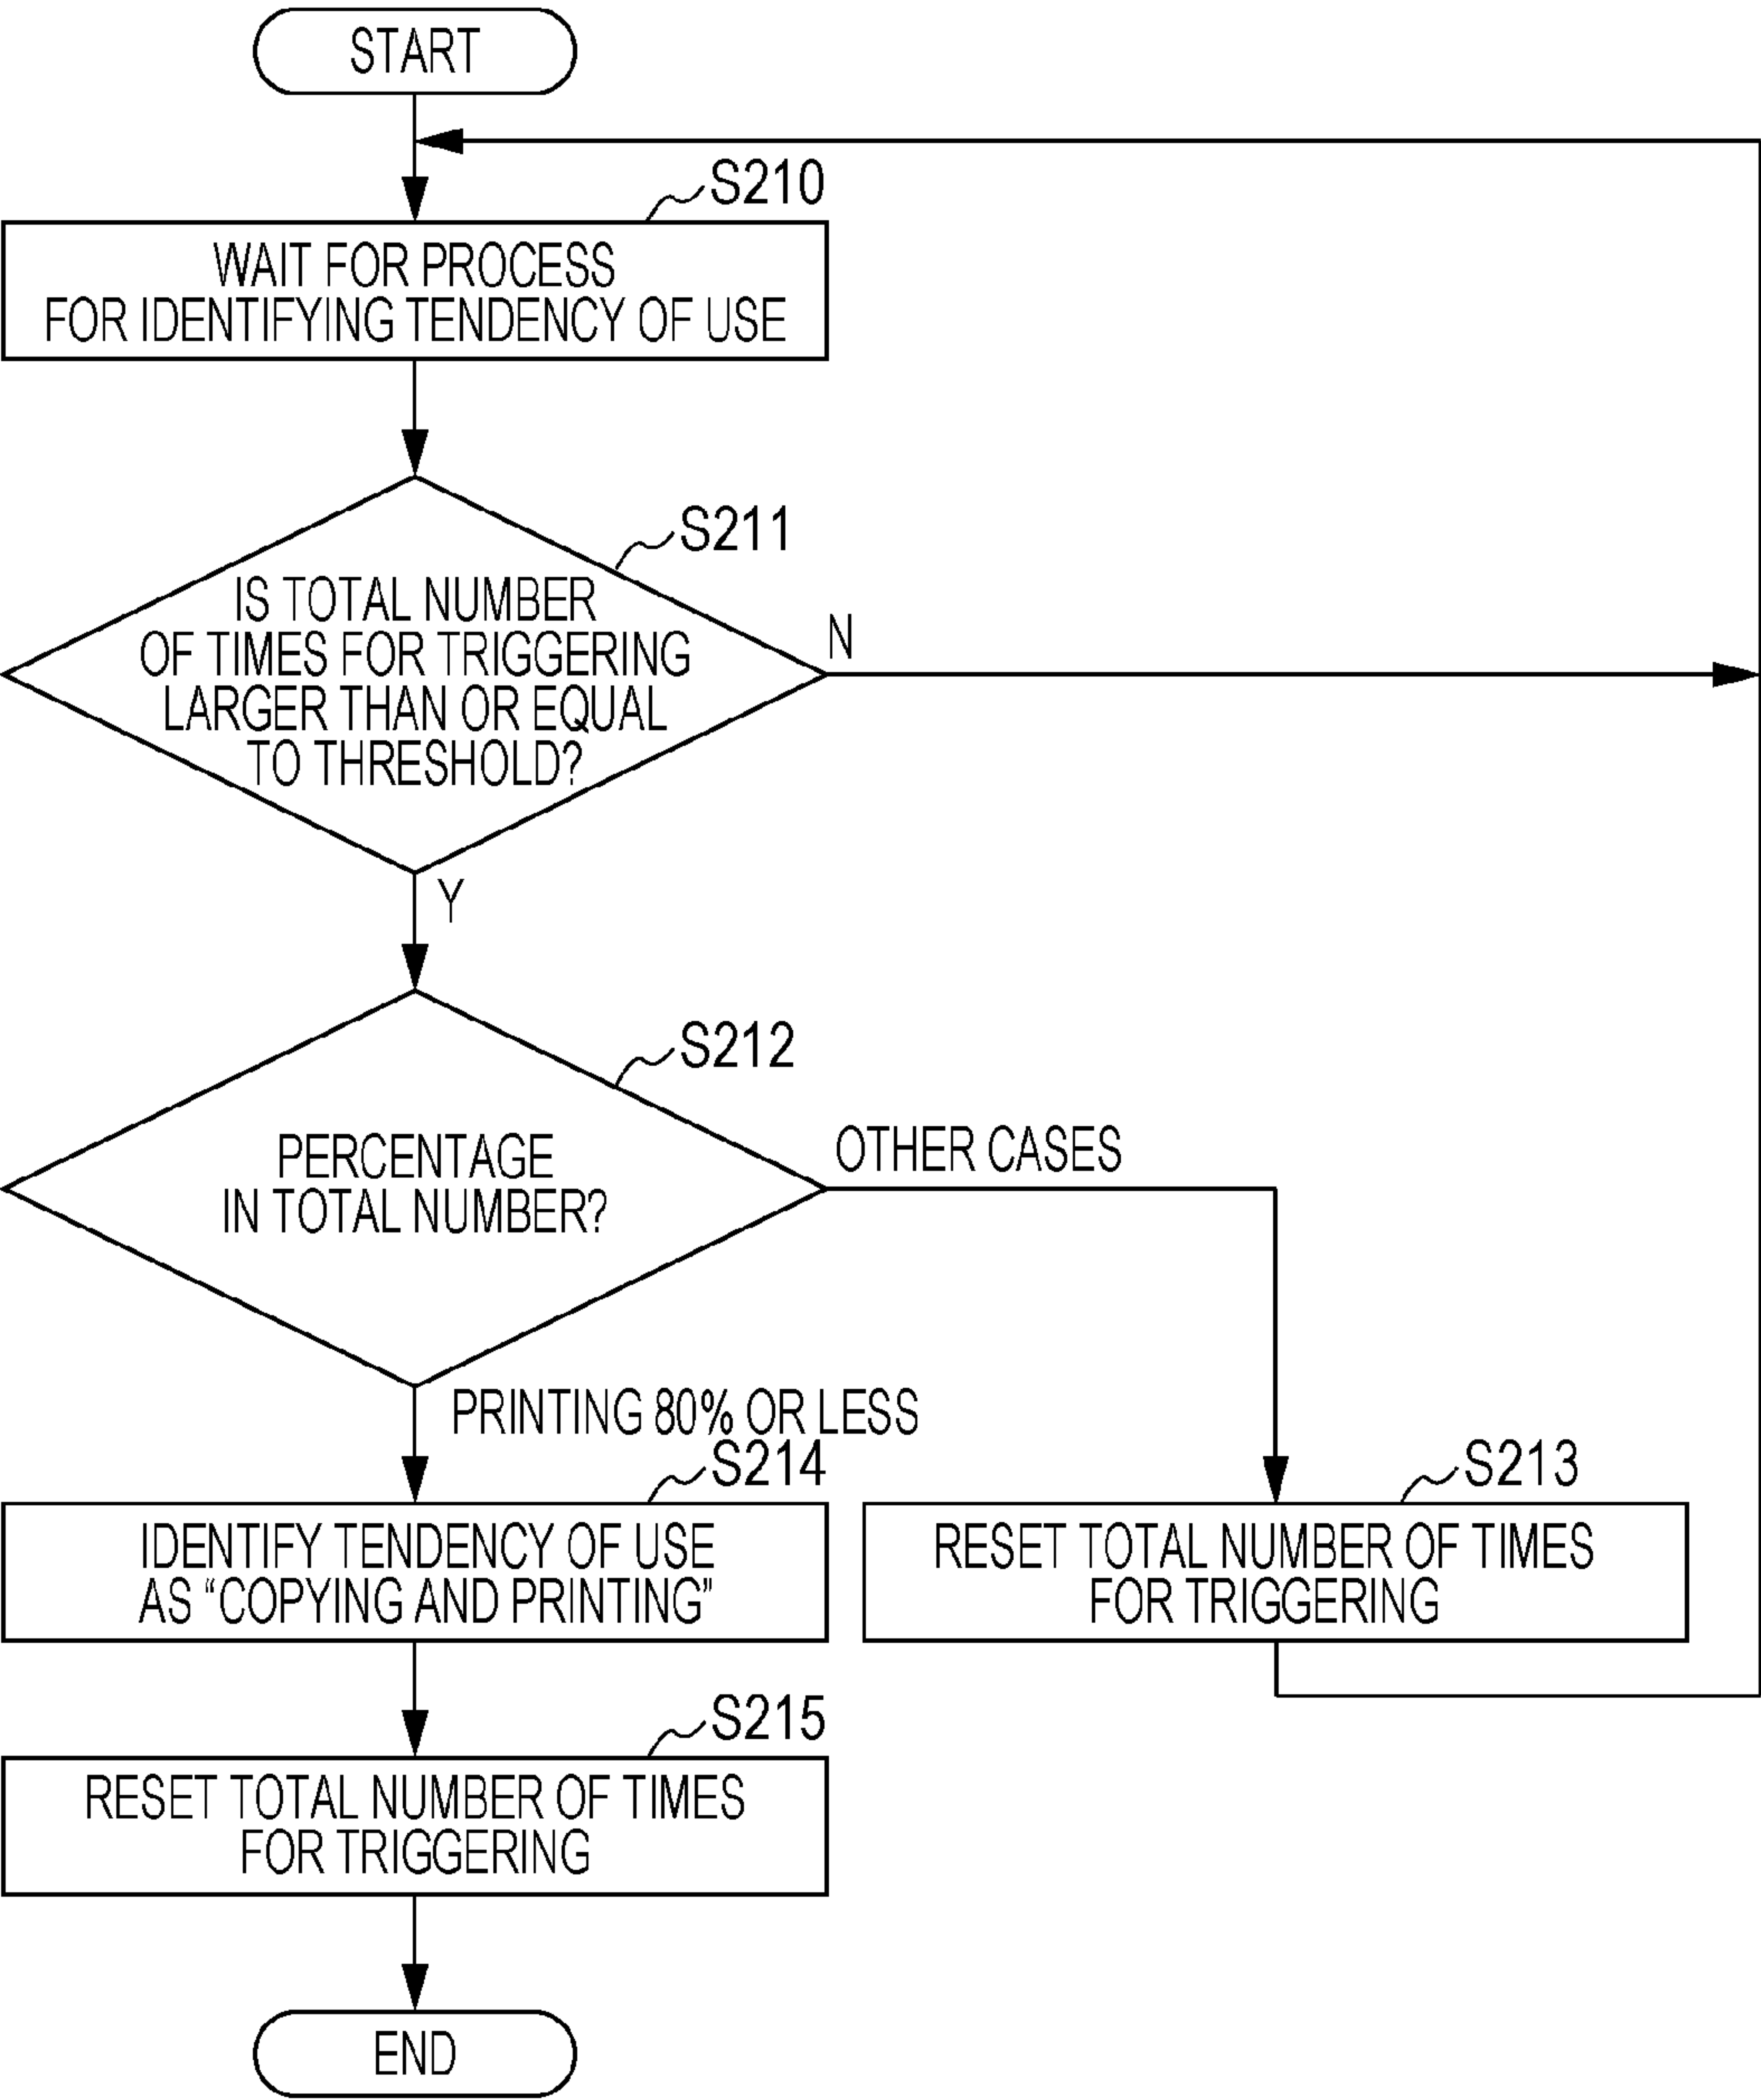 START
S210
WAIT FOR PROCESS
FOR IDENTIFYING TENDENCY OF USE
S211
IS TOTAL NUMBER
OF TIMES FOR TRIGGERING
LARGER THAN OR EQUAL
TO THRESHOLD?
N
Y
S212
PERCENTAGE
IN TOTAL NUMBER?
OTHER CASES
PRINTING 80% OR LESS
S214
IDENTIFY TENDENCY OF USE
AS “COPYING AND PRINTING”
S213
RESET TOTAL NUMBER OF TIMES
FOR TRIGGERING
S215
RESET TOTAL NUMBER OF TIMES
FOR TRIGGERING
END